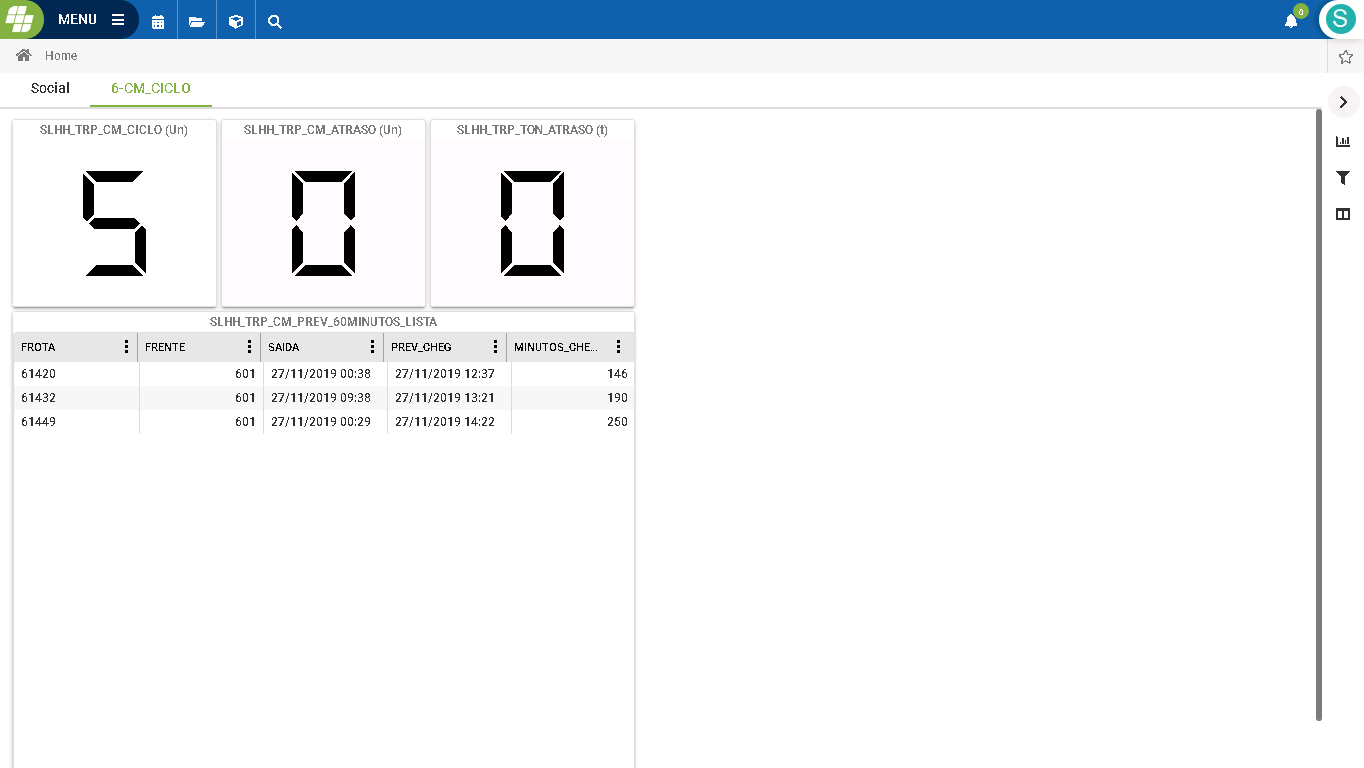 MENU
0
S
Home
Social 6-CM_CICLO
SLHH_TRP_CM_CICLO (Un) SLHH_TRP_CM_ATRASO (Un) SLHH_TRP_TON_ATRASO (t)
5 0 0
SLHH_TRP_CM_PREV_60MINUTOS_LISTA
FROTA FRENTE SAIDA PREV_CHEG MINUTOS_CHE...
61420 601 27/11/2019 00:38 27/11/2019 12:37 146
61432 601 27/11/2019 09:38 27/11/2019 13:21 190
61449 601 27/11/2019 00:29 27/11/2019 14:22 250